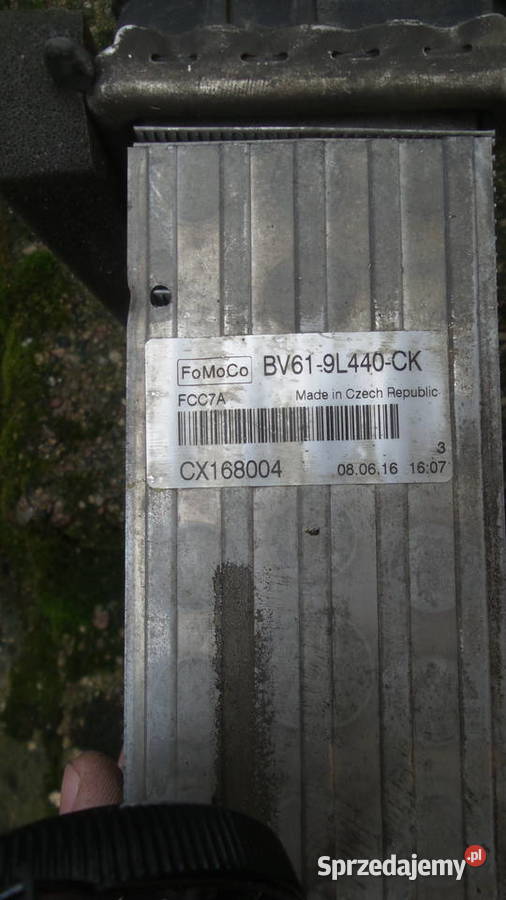 FoMoCo BV61-9L440-CK
FCC7A Made in Czech Republic
3
CX168004 08.06.16 16:07
Sprzedajemy.pl